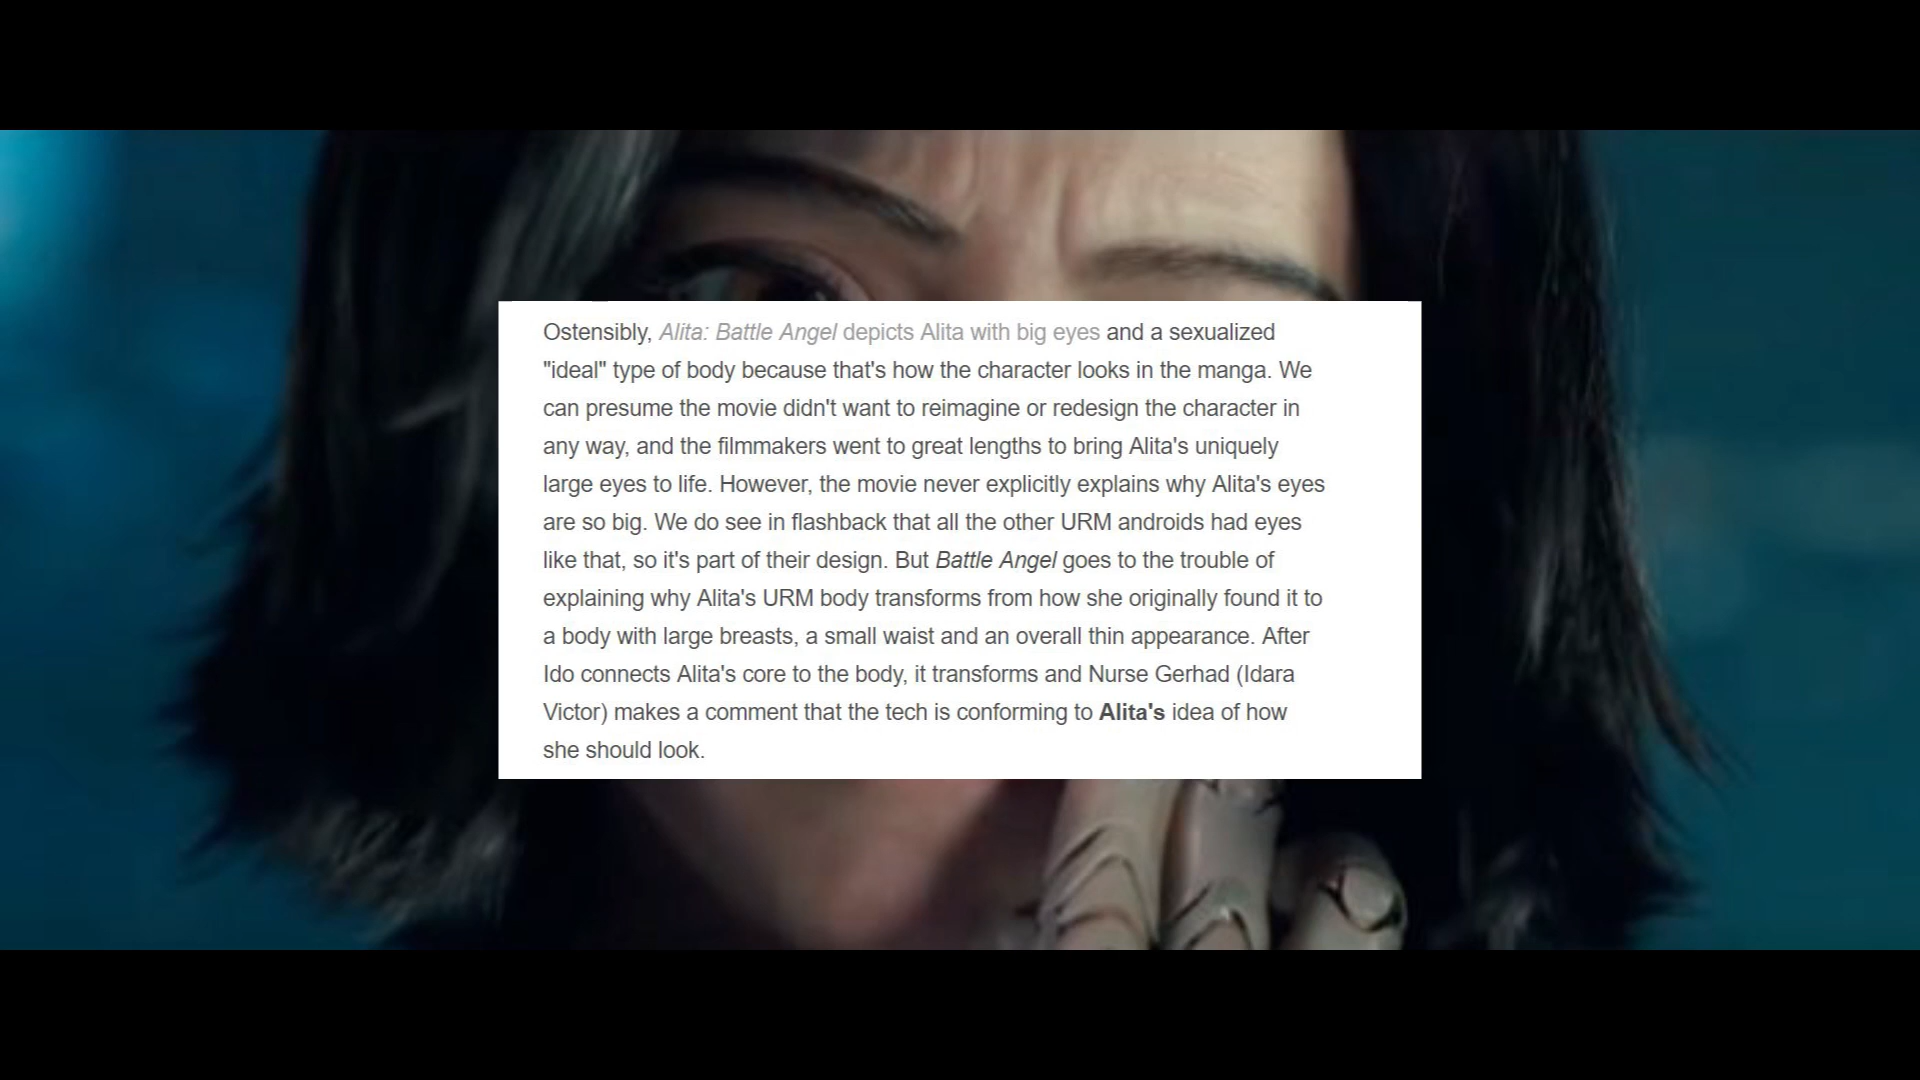 Ostensibly, Alita: Battle Angel depicts Alita with big eyes and a sexualized
"ideal" type of body because that's how the character looks in the manga. We
can presume the movie didn't want to reimagine or redesign the character in
any way, and the filmmakers went to great lengths to bring Alita's uniquely
large eyes to life. However, the movie never explicitly explains why Alita's eyes
are so big. We do see in flashback that all the other URM androids had eyes
like that, so it's part of their design. But Battle Angel goes to the trouble of
explaining why Alita's URM body transforms from how she originally found it to
a body with large breasts, a small waist and an overall thin appearance. After
Ido connects Alita's core to the body, it transforms and Nurse Gerhad (Idara
Victor) makes a comment that the tech is conforming to Alita's idea of how
she should look.